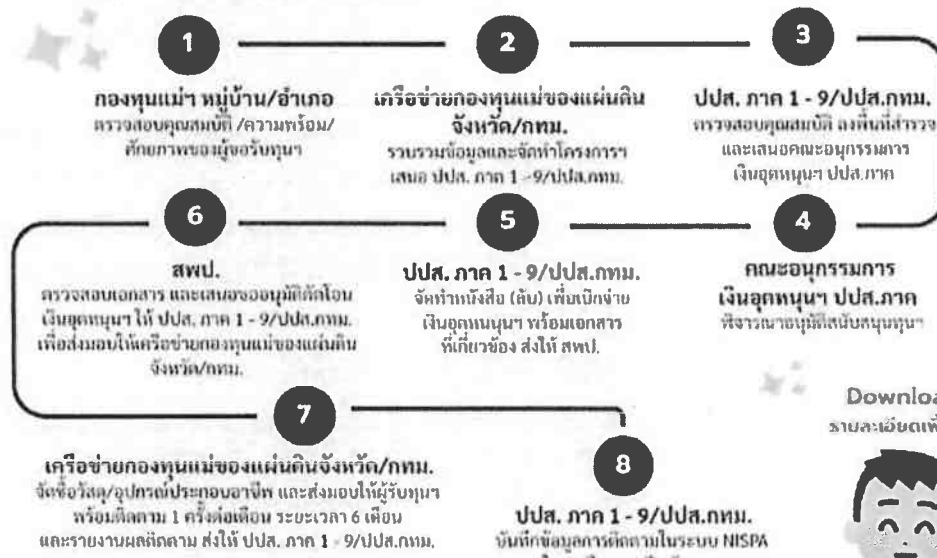 1
กองทุนแม่ฯ หมู่บ้าน/อำเภอ
ตรวจสอบคุณสมบัติ /ความพร้อม/
ศักยภาพของผู้ขอรับทุนฯ
2
เครือข่ายกองทุนแม่ของแผ่นดิน
จังหวัด/กทม.
รวบรวมข้อมูลและจัดทำโครงการฯ
เสนอ ปปส. ภาค 1 -9/ปปส.กทม.
3
ปปส. ภาค 1 - 9/ปปส.กทม.
ตรวจสอบคุณสมบัติ ลงพื้นที่สำรวจ
และเสนอคณะอนุกรรมการ
เงินอุดหนุนฯ ปปส.ภาค
6
สพป.
ตรวจสอบเอกสาร และเสนอขออนุมัติตัดโอน
เงินอุดหนุนฯ ให้ ปปส. ภาค 1 - 9/ปปส.กทม.
เพื่อส่งมอบให้เครือข่ายกองทุนแม่ของแผ่นดิน
จังหวัด/กทม.
5
ปปส. ภาค 1 - 9/ปปส.กทม.
จัดทำหนังสือ (ลับ) เพื่อเบิกจ่าย
เงินอุดหนุนฯ พร้อมเอกสาร
ที่เกี่ยวข้อง ส่งให้ สพป.
4
คณะอนุกรรมการ
เงินอุดหนุนฯ ปปส.ภาค
พิจารณาอนุมัติสนับสนุนทุนฯ
7
เครือข่ายกองทุนแม่ของแผ่นดินจังหวัด/กทม.
จัดซื้อวัสดุ/อุปกรณ์ประกอบอาชีพ และส่งมอบให้ผู้รับทุนฯ
พร้อมติดตาม 1 ครั้งต่อเดือน ระยะเวลา 6 เดือน
และรายงานผลติดตาม ส่งให้ ปปส. ภาค 1 - 9/ปปส.กทม.
8
ปปส. ภาค 1 - 9/ปปส.กทม.
บันทึกข้อมูลการติดตามในระบบ NISPA
Downloa
รายละเอียดเพิ่